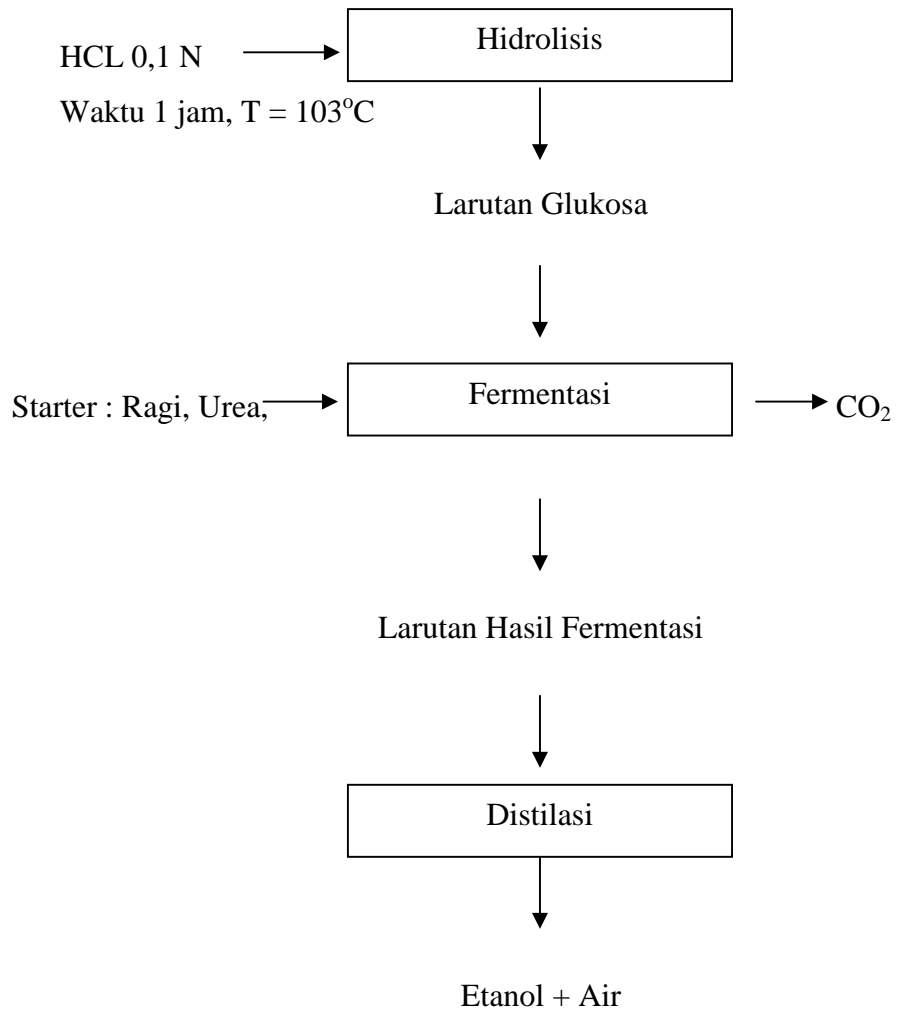 Hidrolisis
HCL 0,1 N
Waktu 1 jam, T = 103°C
Larutan Glukosa
Fermentasi
Starter : Ragi, Urea,
CO₂
Larutan Hasil Fermentasi
Distilasi
Etanol + Air